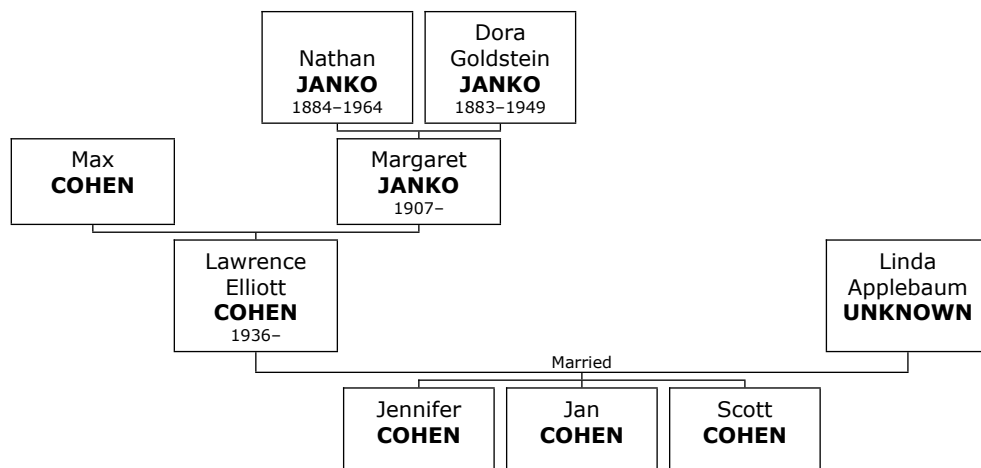 Nathan
JANKO
1884–1964
Dora
Goldstein
JANKO
1883–1949
Max
COHEN
Margaret
JANKO
1907–
Lawrence
Elliott
COHEN
1936–
Linda
Applebaum
UNKNOWN
Married
Jennifer
COHEN
Jan
COHEN
Scott
COHEN